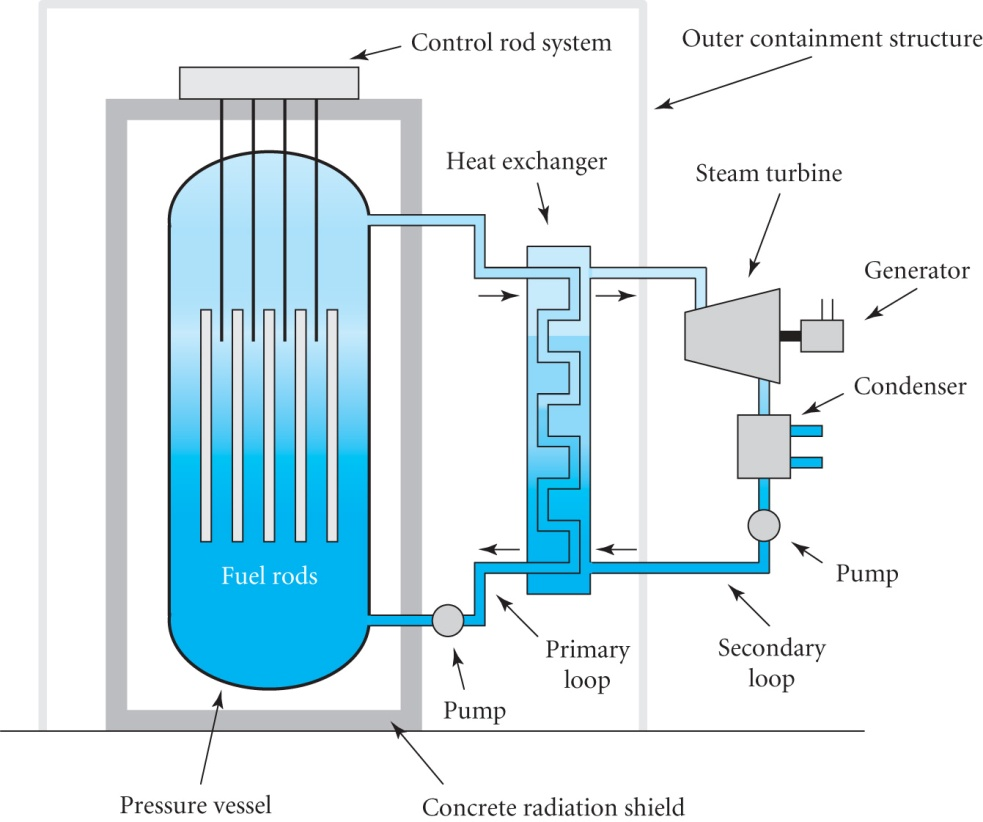 Control rod system
Outer containment structure
Heat exchanger
Steam turbine
Generator
Condenser
Fuel rods
Pump
Primary
loop
Secondary
loop
Pump
Pressure vessel
Concrete radiation shield